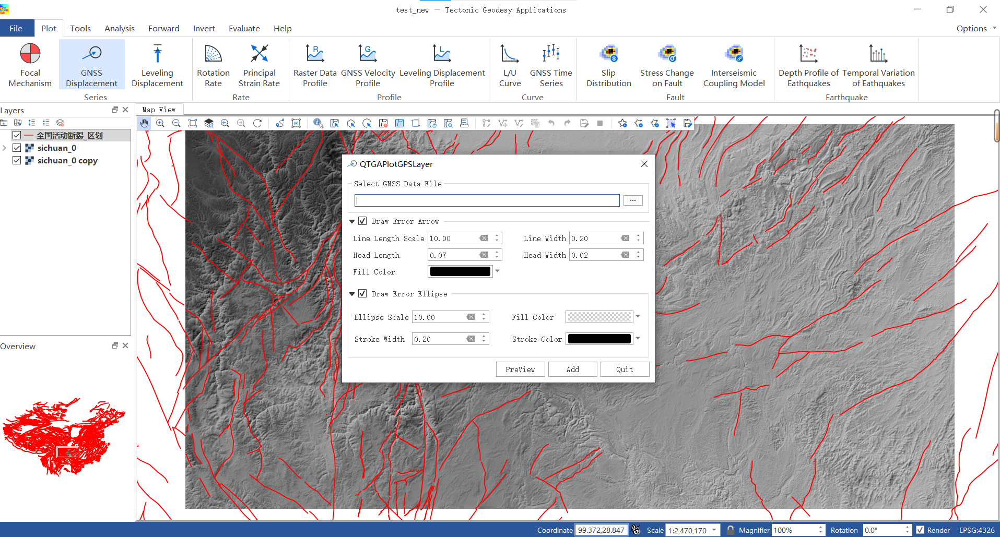 test_new — Tectonic Geodesy Applications
File Plot Tools Analysis Forward Invert Evaluate Help Options
Focal Mechanism
GNSS Displacement
Leveling Displacement
Series
Rotation Rate
Principal Strain Rate
Rate
Raster Data Profile
GNSS Velocity Profile
Leveling Displacement Profile
Profile
L/U Curve
GNSS Time Series
Curve
Slip Distribution
Stress Change on Fault
Interseismic Coupling Model
Fault
Depth Profile of Eathquakes
Temporal Variation of Eathquakes
Earthquake
Layers
Map View
全国活动断裂_区划
sichuan_0
sichuan_0 copy
QTGAPlotGPSLayer
Select GNSS Data File
...
Draw Error Arrow
Line Length Scale 10.00 Line Width 0.20
Head Length 0.07 Head Width 0.02
Fill Color
Draw Error Ellipse
Ellipse Scale 10.00 Fill Color
Stroke Width 0.20 Stroke Color
PreView Add Quit
Overview
Coordinate 99.372,28.847 Scale 1:2,470,170 Magnifier 100% Rotation 0.0° Render EPSG:4326